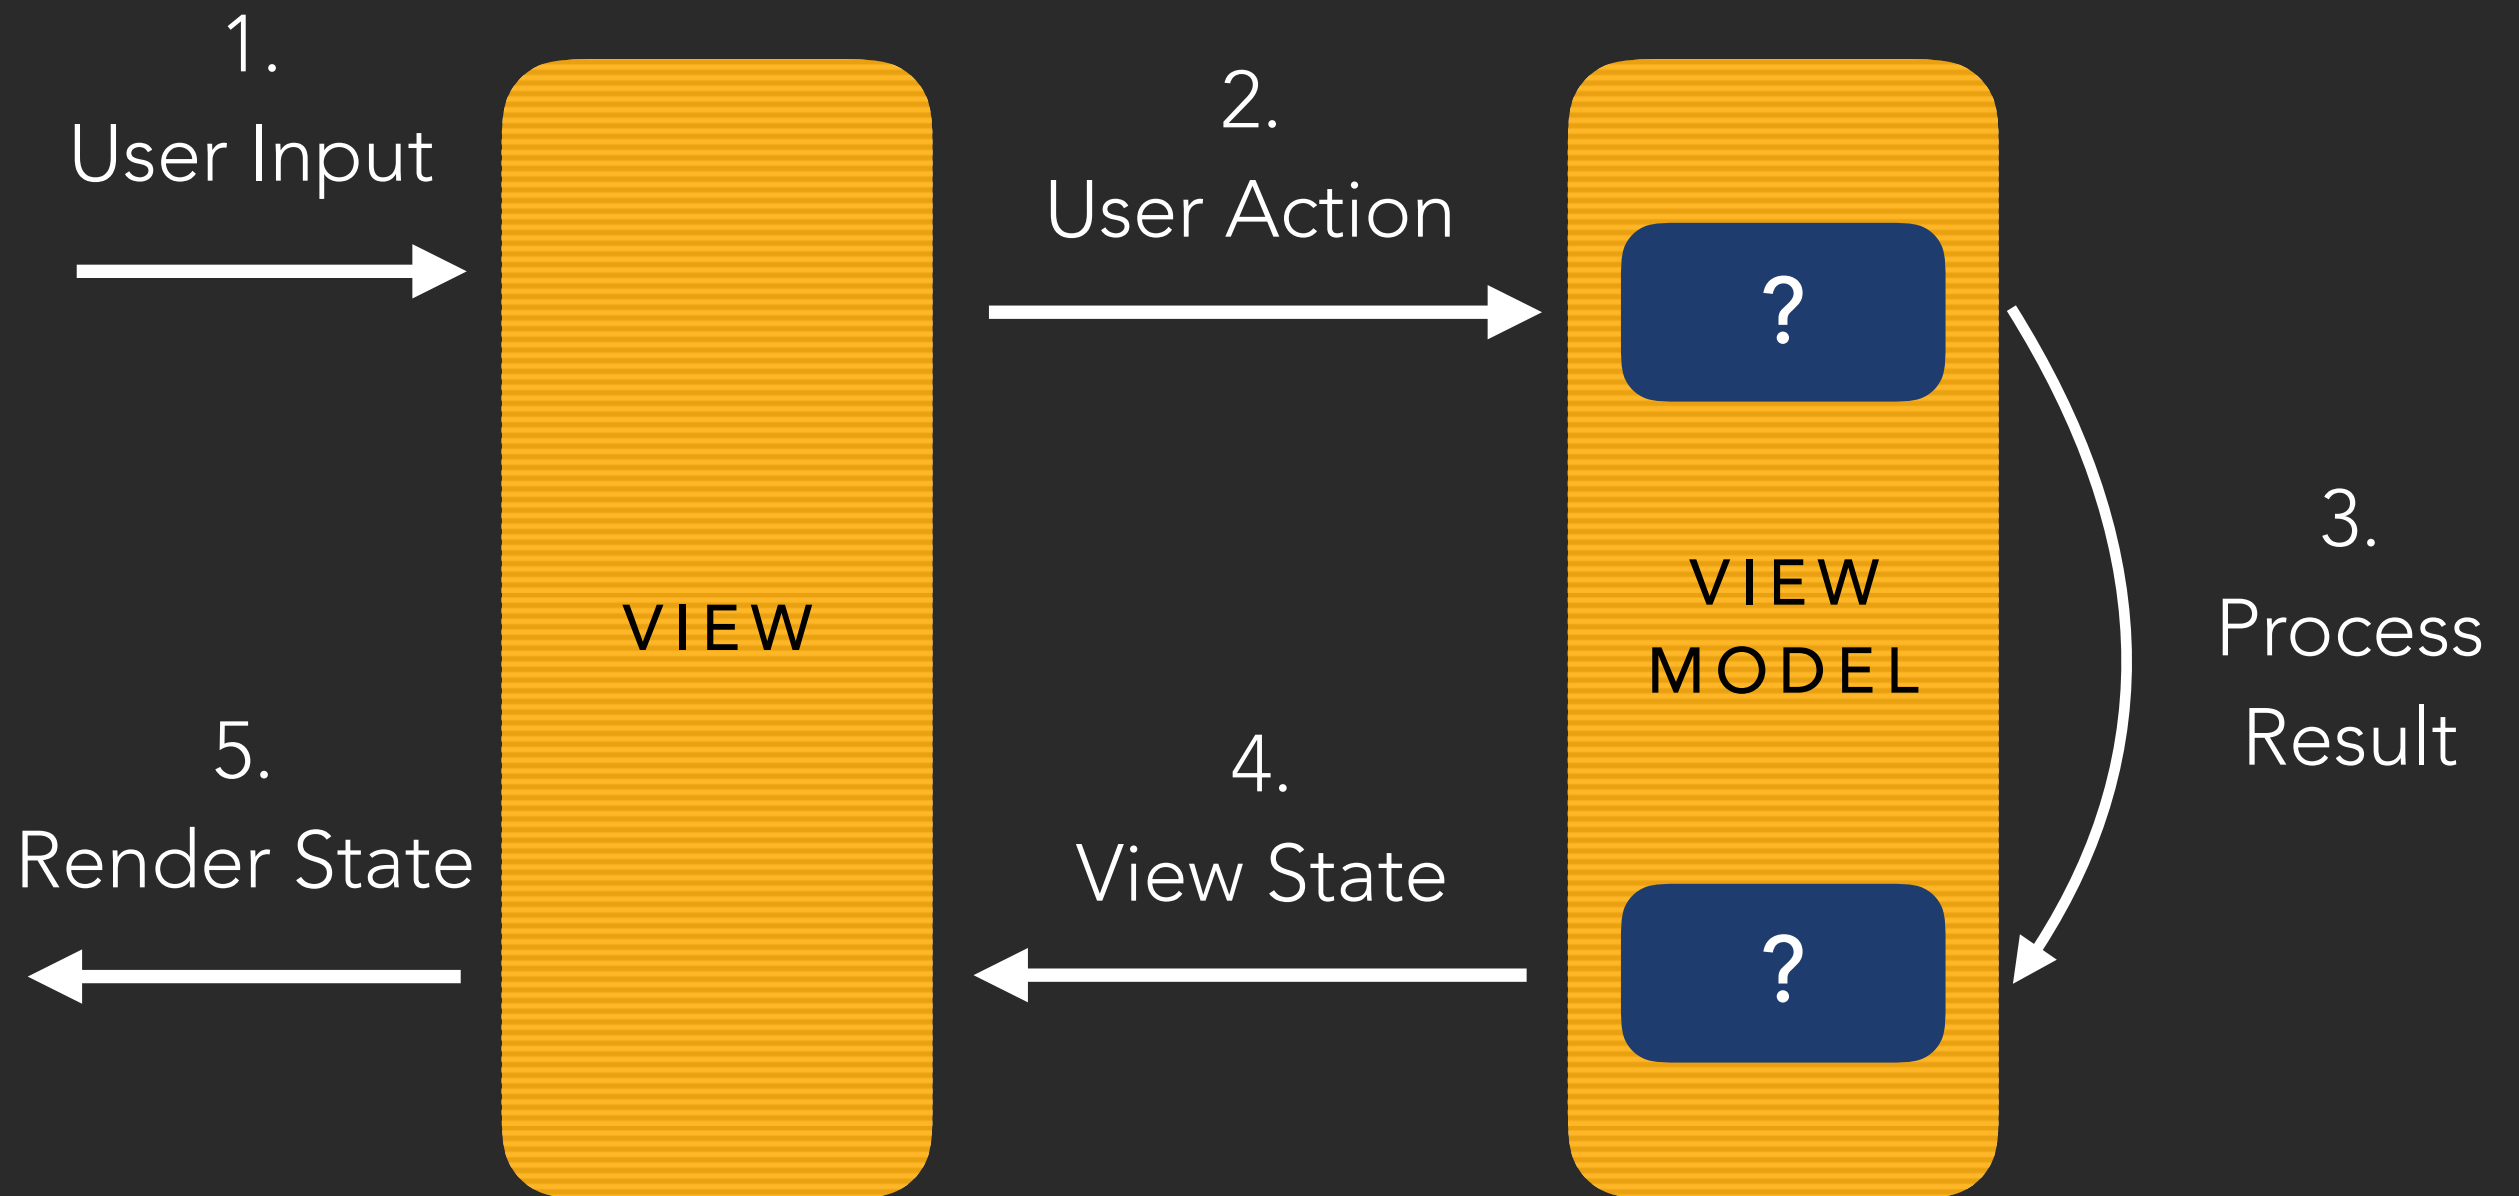 1.
User Input
2.
User Action
?
VIEW
VIEW
MODEL
3.
Process
Result
4.
View State
?
5.
Render State